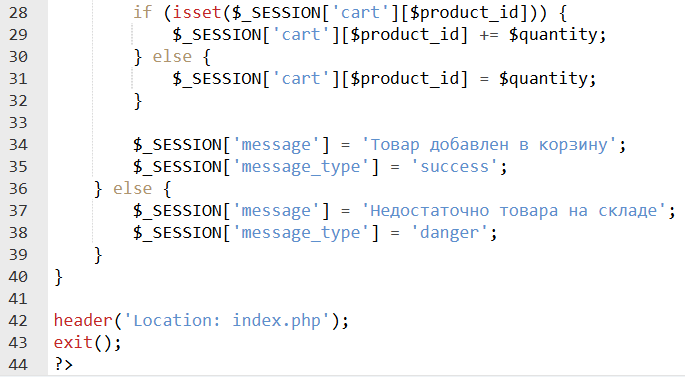 28         if (isset($_SESSION['cart'][$product_id])) {
29             $_SESSION['cart'][$product_id] += $quantity;
30         } else {
31             $_SESSION['cart'][$product_id] = $quantity;
32         }
33
34         $_SESSION['message'] = 'Товар добавлен в корзину';
35         $_SESSION['message_type'] = 'success';
36     } else {
37         $_SESSION['message'] = 'Недостаточно товара на складе';
38         $_SESSION['message_type'] = 'danger';
39     }
40 }
41
42 header('Location: index.php');
43 exit();
44 ?>